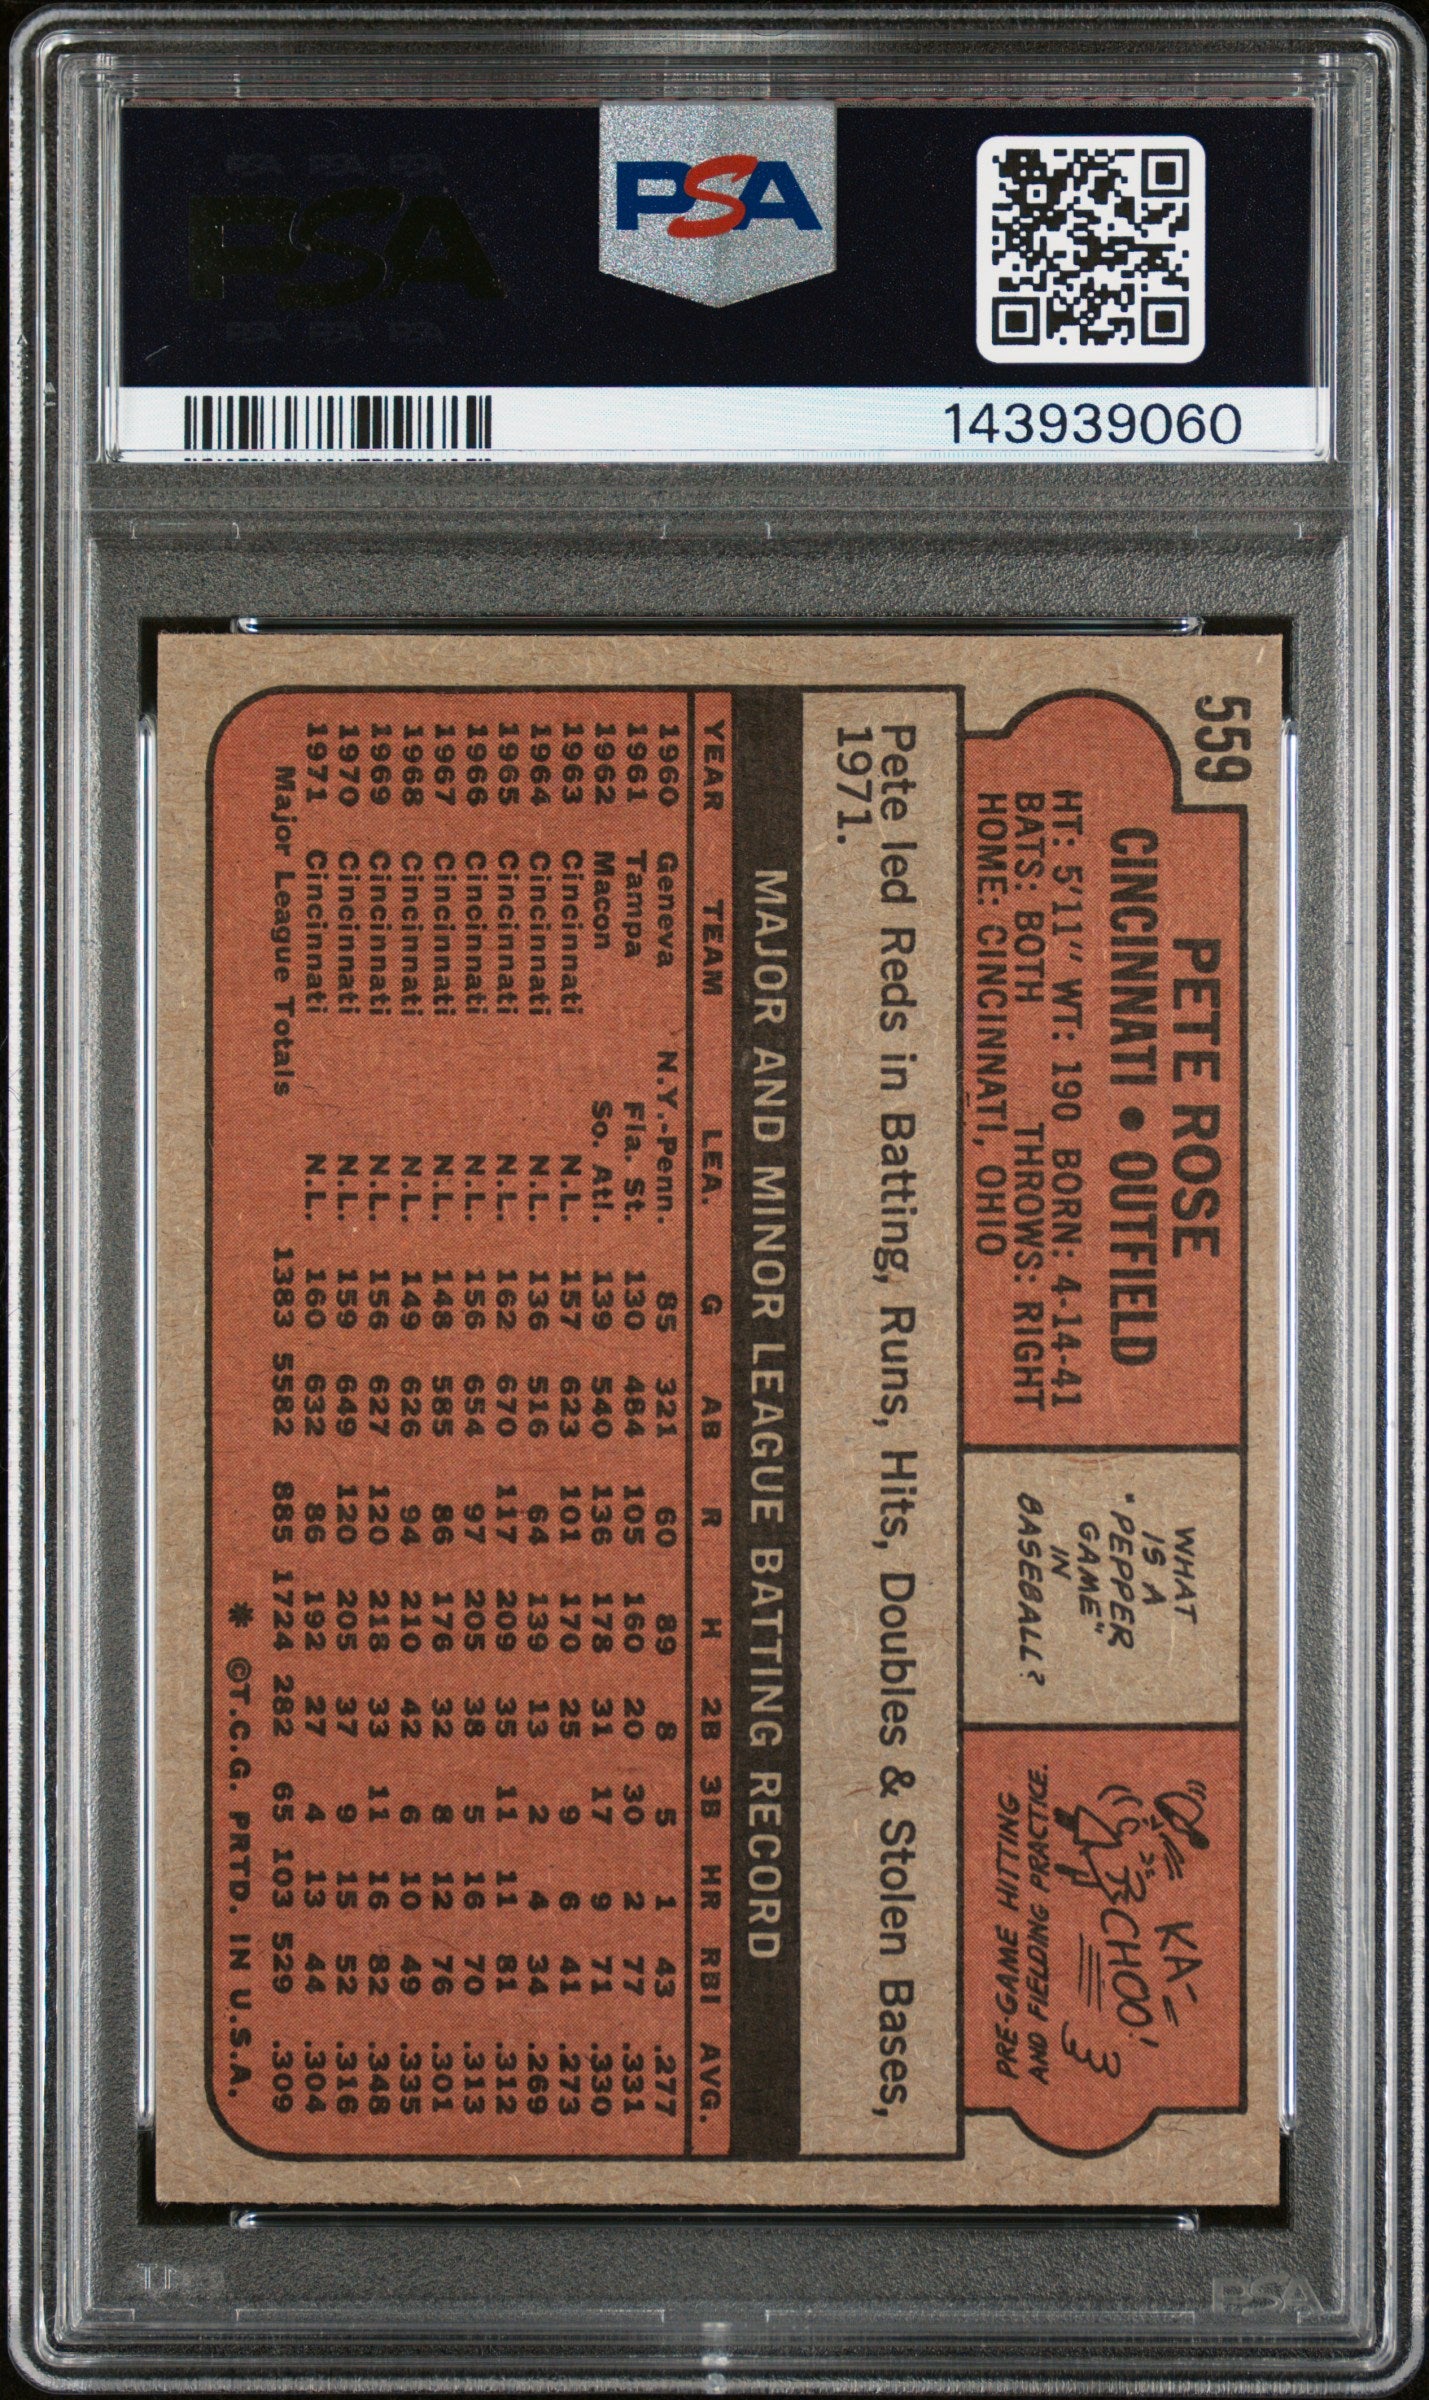 PSA PSA PSA
PSA
PSA PSA PSA
PSA
143939060
559
PETE ROSE
CINCINNATI • OUTFIELD
HT: 5'11" WT: 190 BORN: 4-14-41
BATS: BOTH THROWS: RIGHT
HOME: CINCINNATI, OHIO
WHAT
IS A
"PEPPER
GAME"
IN
BASEBALL?
KA-
CHOO!
PRE-GAME HITTING
AND FIELDING PRACTICE.
Pete led Reds in Batting, Runs, Hits, Doubles & Stolen Bases,
1971.
MAJOR AND MINOR LEAGUE BATTING RECORD
YEAR TEAM LEA. G AB R H 2B 3B HR RBI AVG.
1960 Geneva N.Y.-Penn. 85 321 60 89 8 5 1 43 .277
1961 Tampa Fla. St. 130 484 105 160 20 30 2 77 .331
1962 Macon So. Atl. 139 540 136 178 31 17 9 71 .330
1963 Cincinnati N.L. 157 623 101 170 25 9 6 41 .273
1964 Cincinnati N.L. 136 516 64 139 13 2 4 34 .269
1965 Cincinnati N.L. 162 670 117 209 35 11 11 81 .312
1966 Cincinnati N.L. 156 654 97 205 38 5 16 70 .313
1967 Cincinnati N.L. 148 585 86 176 32 8 12 76 .301
1968 Cincinnati N.L. 149 626 94 210 42 6 10 49 .335
1969 Cincinnati N.L. 156 627 120 218 33 11 16 82 .348
1970 Cincinnati N.L. 159 649 120 205 37 9 15 52 .316
1971 Cincinnati N.L. 160 632 86 192 27 4 13 44 .304
Major League Totals 1383 5582 885 1724 282 65 103 529 .309
* ©T.C.G. PRTD. IN U.S.A.
PSA